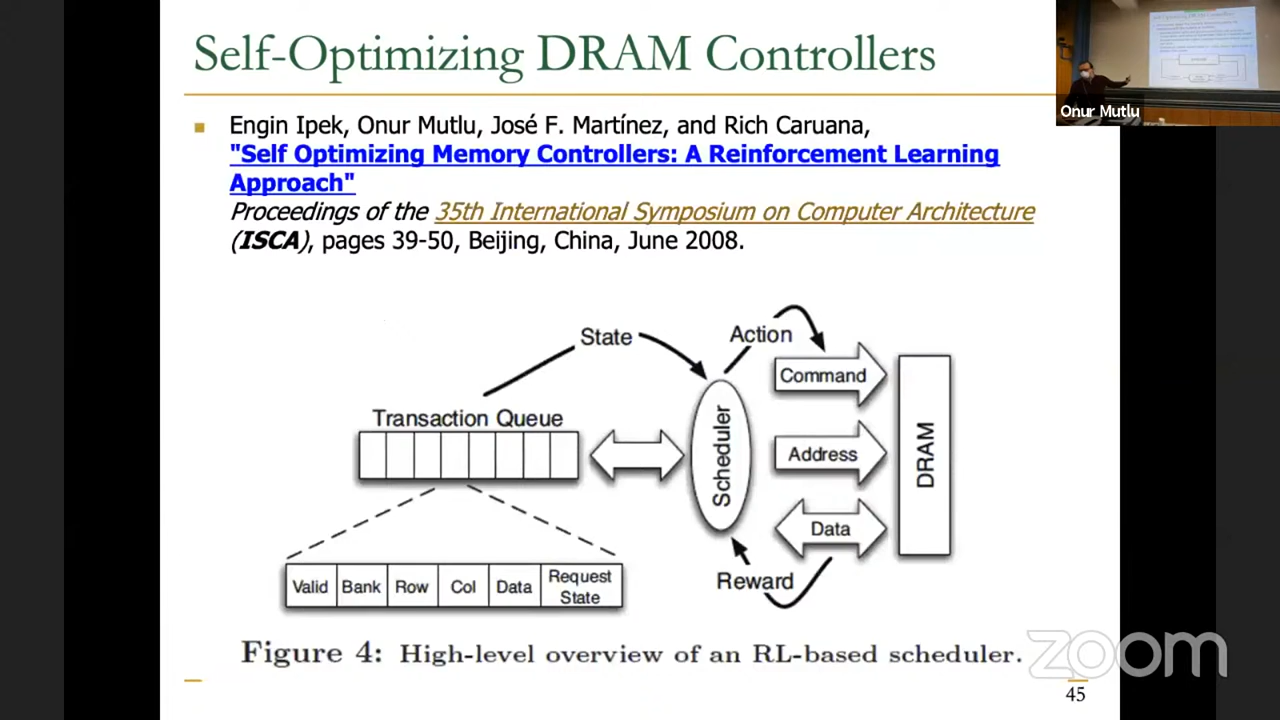 Self-Optimizing DRAM Controllers
Onur Mutlu
Engin Ipek, Onur Mutlu, José F. Martínez, and Rich Caruana,
"Self Optimizing Memory Controllers: A Reinforcement Learning
Approach"
Proceedings of the 35th International Symposium on Computer Architecture
(ISCA), pages 39-50, Beijing, China, June 2008.
State
Action
Command
Transaction Queue
Scheduler
Address
DRAM
Data
Reward
Valid Bank Row Col Data Request
State
Figure 4: High-level overview of an RL-based scheduler.
zoom
45